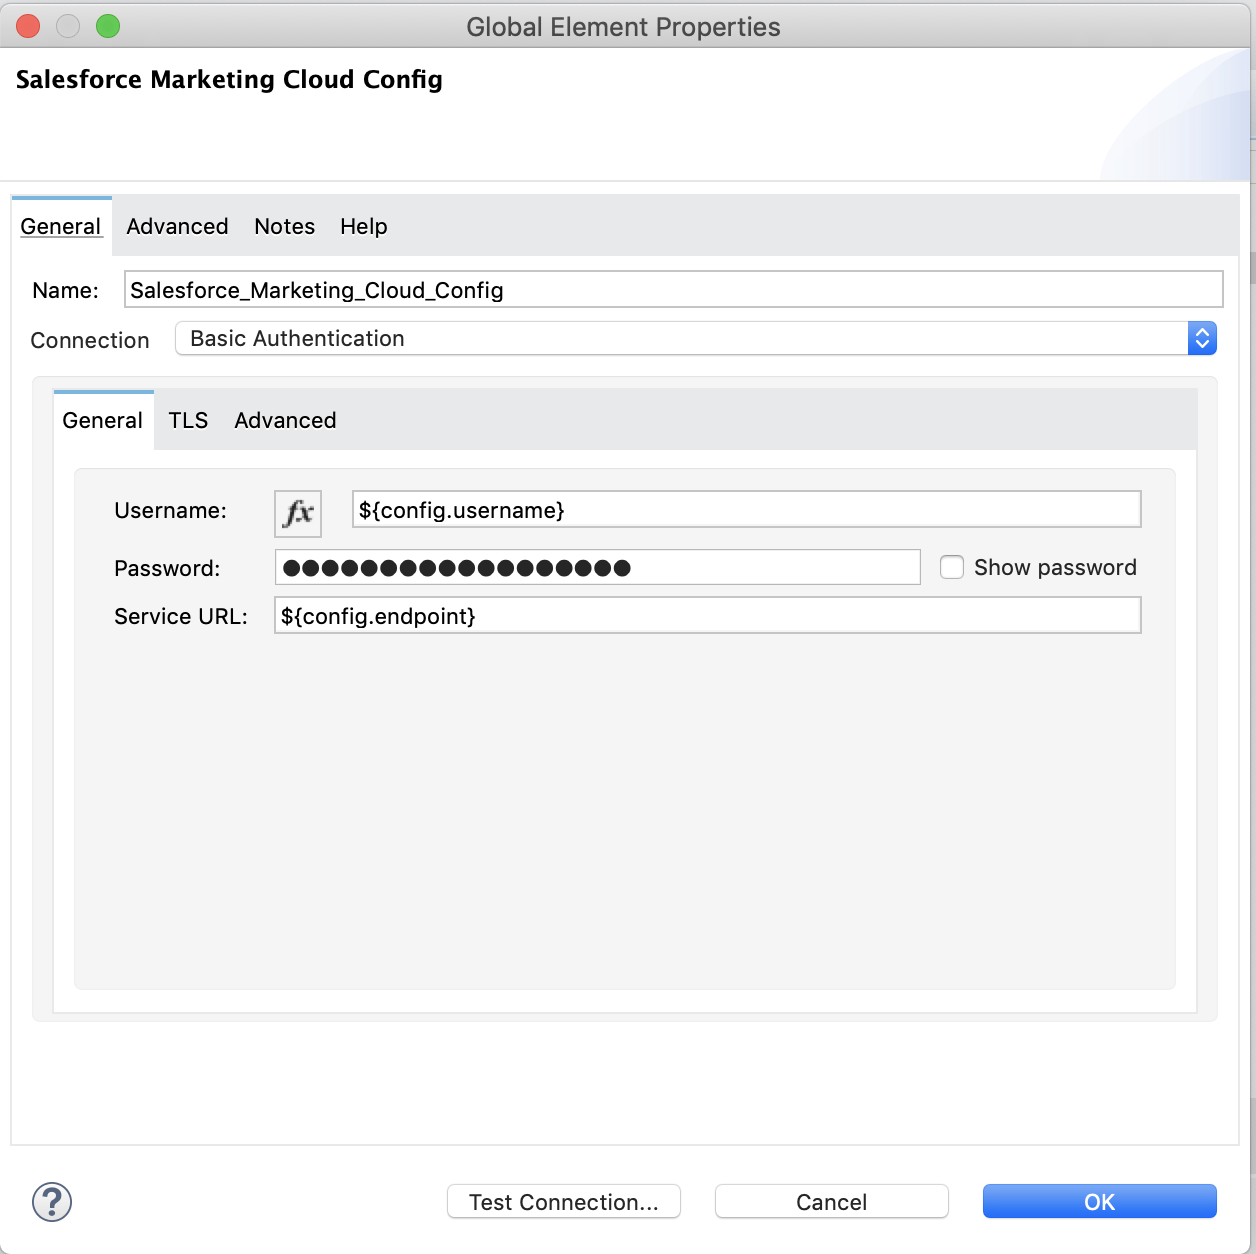 Global Element Properties
Salesforce Marketing Cloud Config
General Advanced Notes Help
Name: Salesforce_Marketing_Cloud_Config
Connection Basic Authentication
General TLS Advanced
Username: fx ${config.username}
Password: ●●●●●●●●●●●●●●●●●● Show password
Service URL: ${config.endpoint}
? Test Connection... Cancel OK